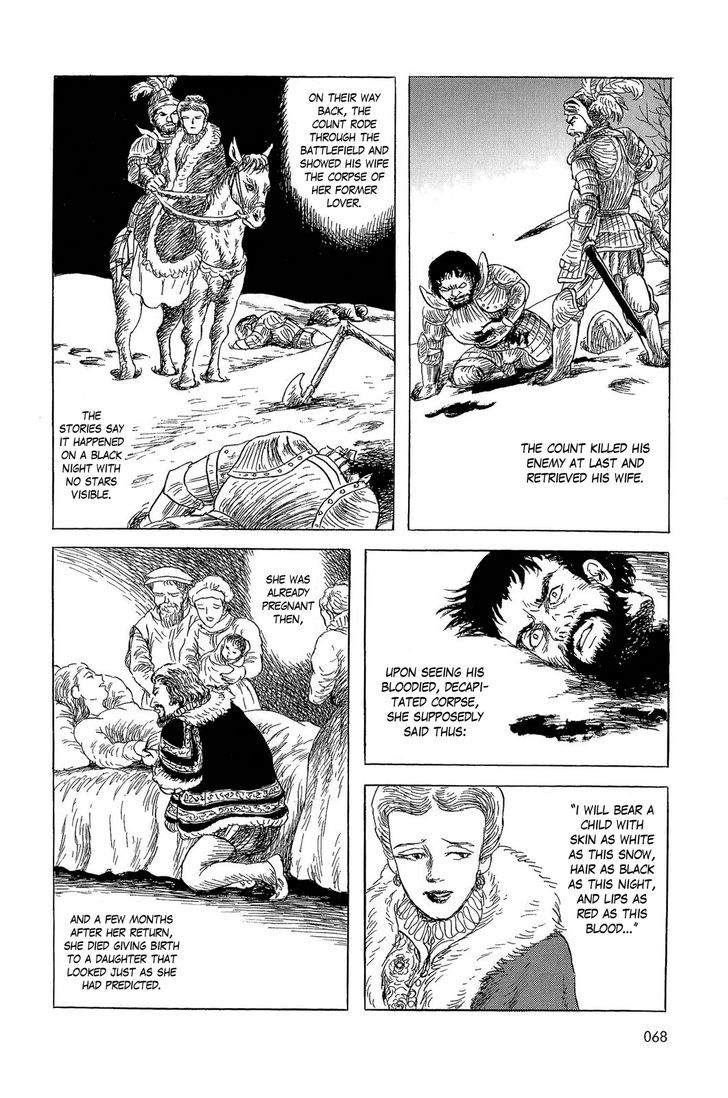 THE COUNT KILLED HIS
ENEMY AT LAST AND
RETRIEVED HIS WIFE.
ON THEIR WAY
BACK, THE
COUNT RODE
THROUGH THE
BATTLEFIELD AND
SHOWED HIS WIFE
THE CORPSE OF
HER FORMER
LOVER.
THE
STORIES SAY
IT HAPPENED
ON A BLACK
NIGHT WITH
NO STARS
VISIBLE.
UPON SEEING HIS
BLOODIED, DECAPI-
TATED CORPSE,
SHE SUPPOSEDLY
SAID THUS:
"I WILL BEAR A
CHILD WITH
SKIN AS WHITE
AS THIS SNOW,
HAIR AS BLACK
AS THIS NIGHT,
AND LIPS AS
RED AS THIS
BLOOD..."
SHE WAS
ALREADY
PREGNANT
THEN,
AND A FEW MONTHS
AFTER HER RETURN,
SHE DIED GIVING BIRTH
TO A DAUGHTER THAT
LOOKED JUST AS SHE
HAD PREDICTED.
068